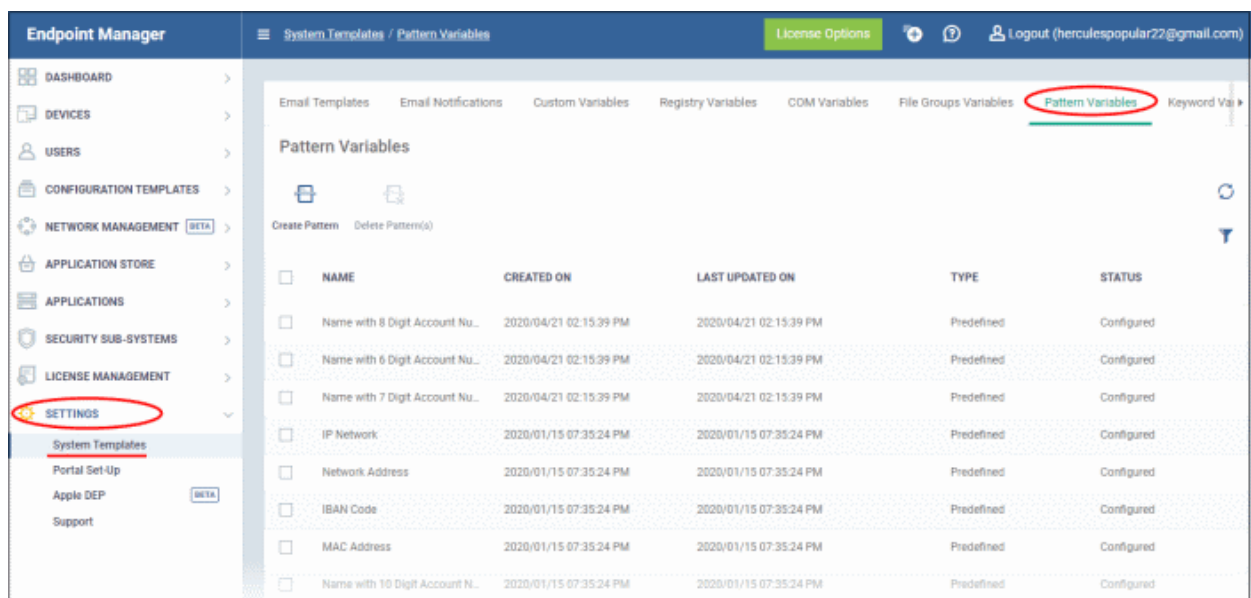 Endpoint Manager
System Templates / Pattern Variables
License Options
Logout (herculespopular22@gmail.com)
DASHBOARD
DEVICES
USERS
CONFIGURATION TEMPLATES
NETWORK MANAGEMENT BETA
APPLICATION STORE
APPLICATIONS
SECURITY SUB-SYSTEMS
LICENSE MANAGEMENT
SETTINGS
System Templates
Portal Set-Up
Apple DEP BETA
Support
Email Templates Email Notifications Custom Variables Registry Variables COM Variables File Groups Variables Pattern Variables Keyword Va
Pattern Variables
Create Pattern Delete Pattern(s)
NAME CREATED ON LAST UPDATED ON TYPE STATUS
Name with 8 Digit Account Nu... 2020/04/21 02:15:39 PM 2020/04/21 02:15:39 PM Predefined Configured
Name with 6 Digit Account Nu... 2020/04/21 02:15:39 PM 2020/04/21 02:15:39 PM Predefined Configured
Name with 7 Digit Account Nu... 2020/04/21 02:15:39 PM 2020/04/21 02:15:39 PM Predefined Configured
IP Network 2020/01/15 07:35:24 PM 2020/01/15 07:35:24 PM Predefined Configured
Network Address 2020/01/15 07:35:24 PM 2020/01/15 07:35:24 PM Predefined Configured
IBAN Code 2020/01/15 07:35:24 PM 2020/01/15 07:35:24 PM Predefined Configured
MAC Address 2020/01/15 07:35:24 PM 2020/01/15 07:35:24 PM Predefined Configured
Name with 10 Digit Account N... 2020/01/15 07:35:24 PM 2020/01/15 07:35:24 PM Predefined Configured